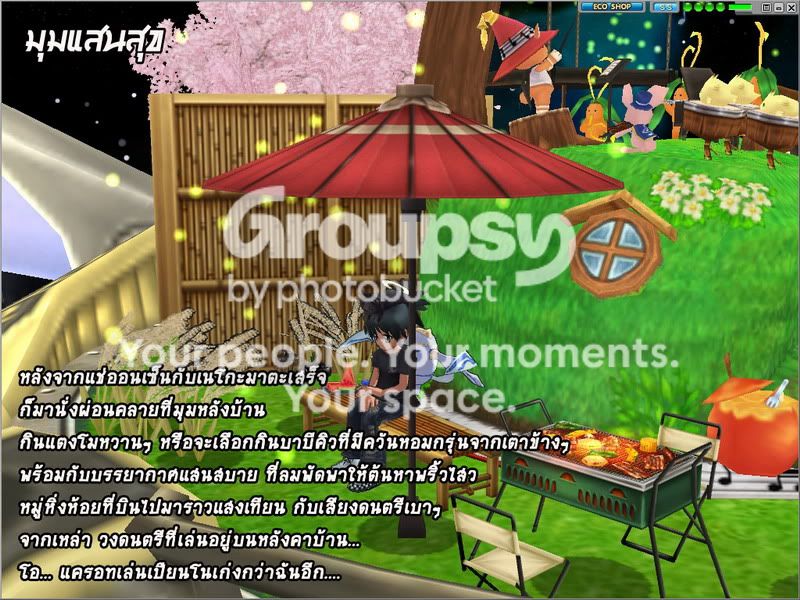 ECO SHOP
SS
มุมแสนสุข
Groupsy
by photobucket
Your people. Your moments.
Your space.
หลังจากแช่ออนเซ็นกับเนโกะมาตะเสร็จ
ก็มานั่งผ่อนคลายที่มุมหลังบ้าน
กินแตงโมหวานๆ หรือจะเลือกกินบาบีคิวที่มีควันหอมกรุ่นจากเตาข้างๆ
พร้อมกับบรรยากาศแสนสบาย ที่ลมพัดพาให้ต้นหาพริ้วไสว
หมู่หิ่งห้อยที่บินไปมาราวแสงเทียน กับเสียงดนตรีเบาๆ
จากเหล่า วงดนตรีที่เล่นอยู่บนหลังคาบ้าน...
โอ... แครอทเล่นเปียนโนเก่งกว่าฉันอีก....